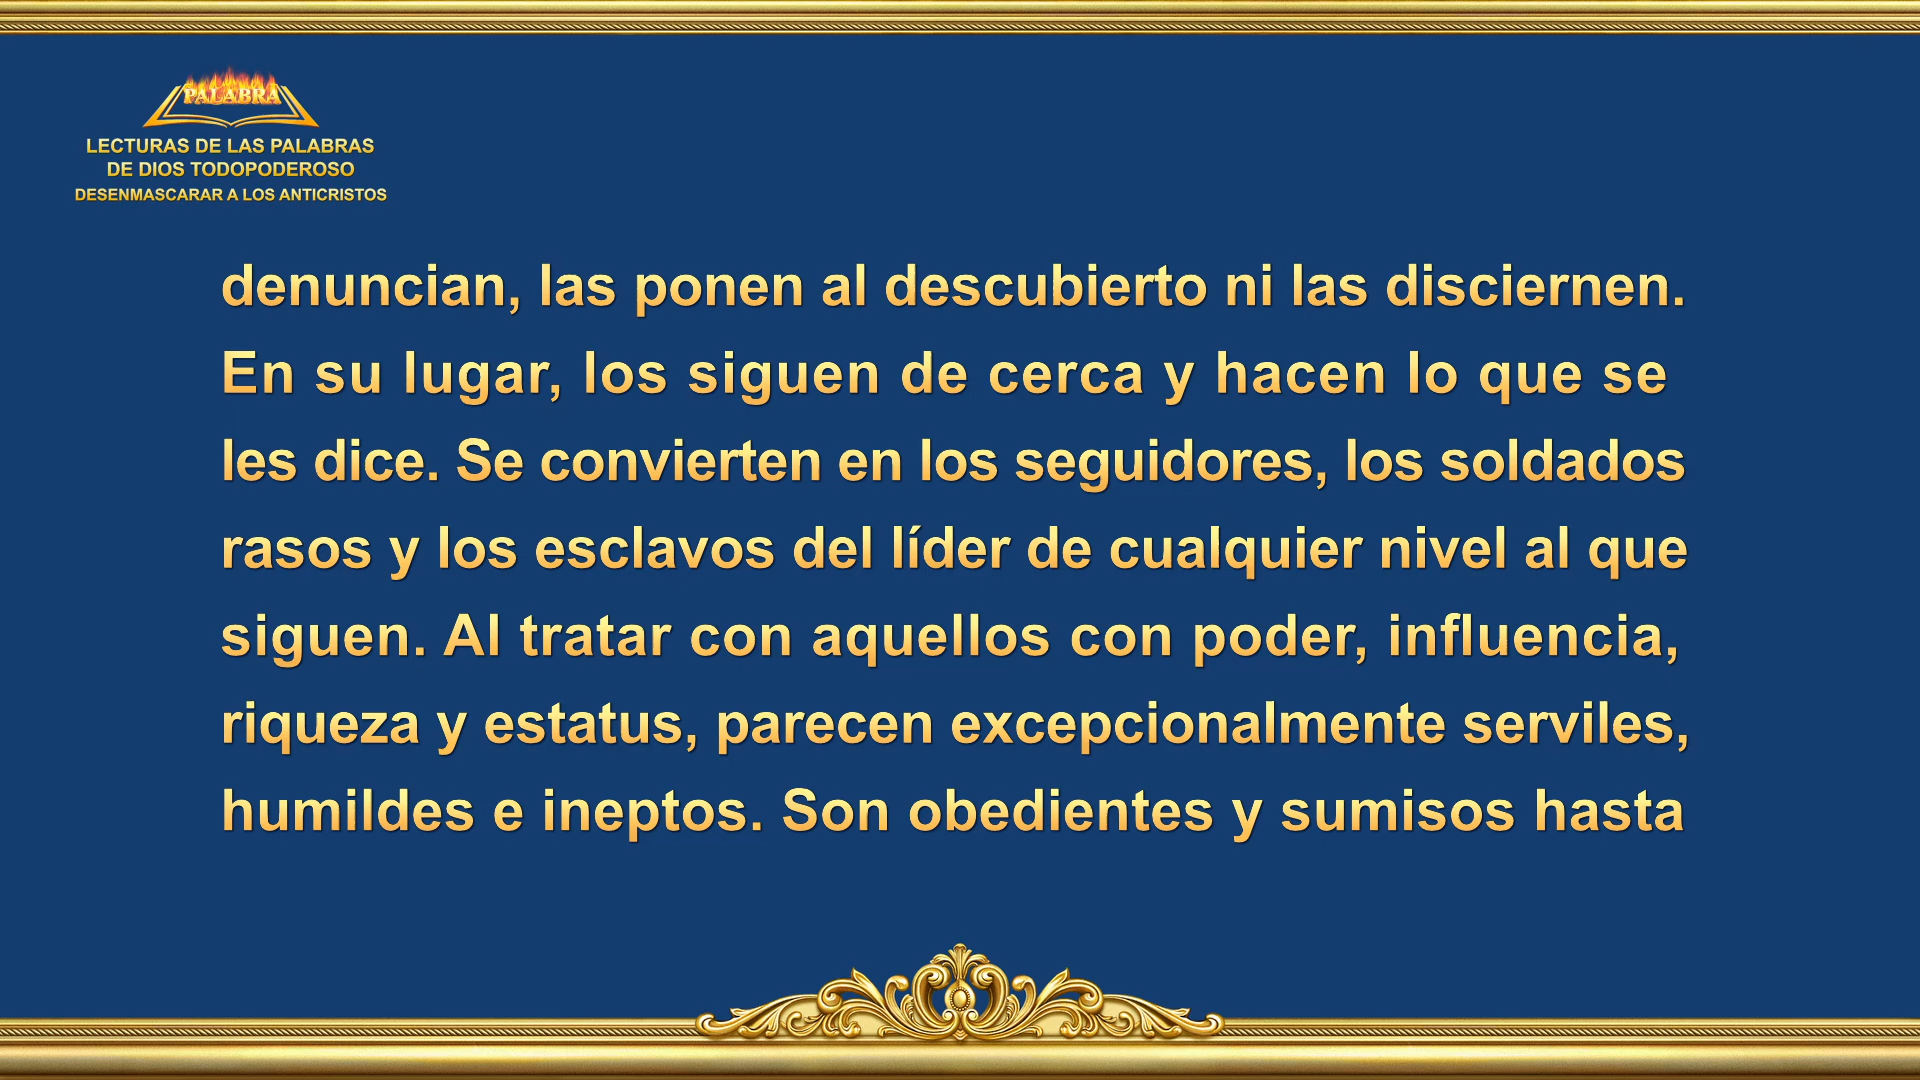 PALABRA
LECTURAS DE LAS PALABRAS
DE DIOS TODOPODEROSO
DESENMASCARAR A LOS ANTICRISTOS
denuncian, las ponen al descubierto ni las disciernen.
En su lugar, los siguen de cerca y hacen lo que se
les dice. Se convierten en los seguidores, los soldados
rasos y los esclavos del líder de cualquier nivel al que
siguen. Al tratar con aquellos con poder, influencia,
riqueza y estatus, parecen excepcionalmente serviles,
humildes e ineptos. Son obedientes y sumisos hasta